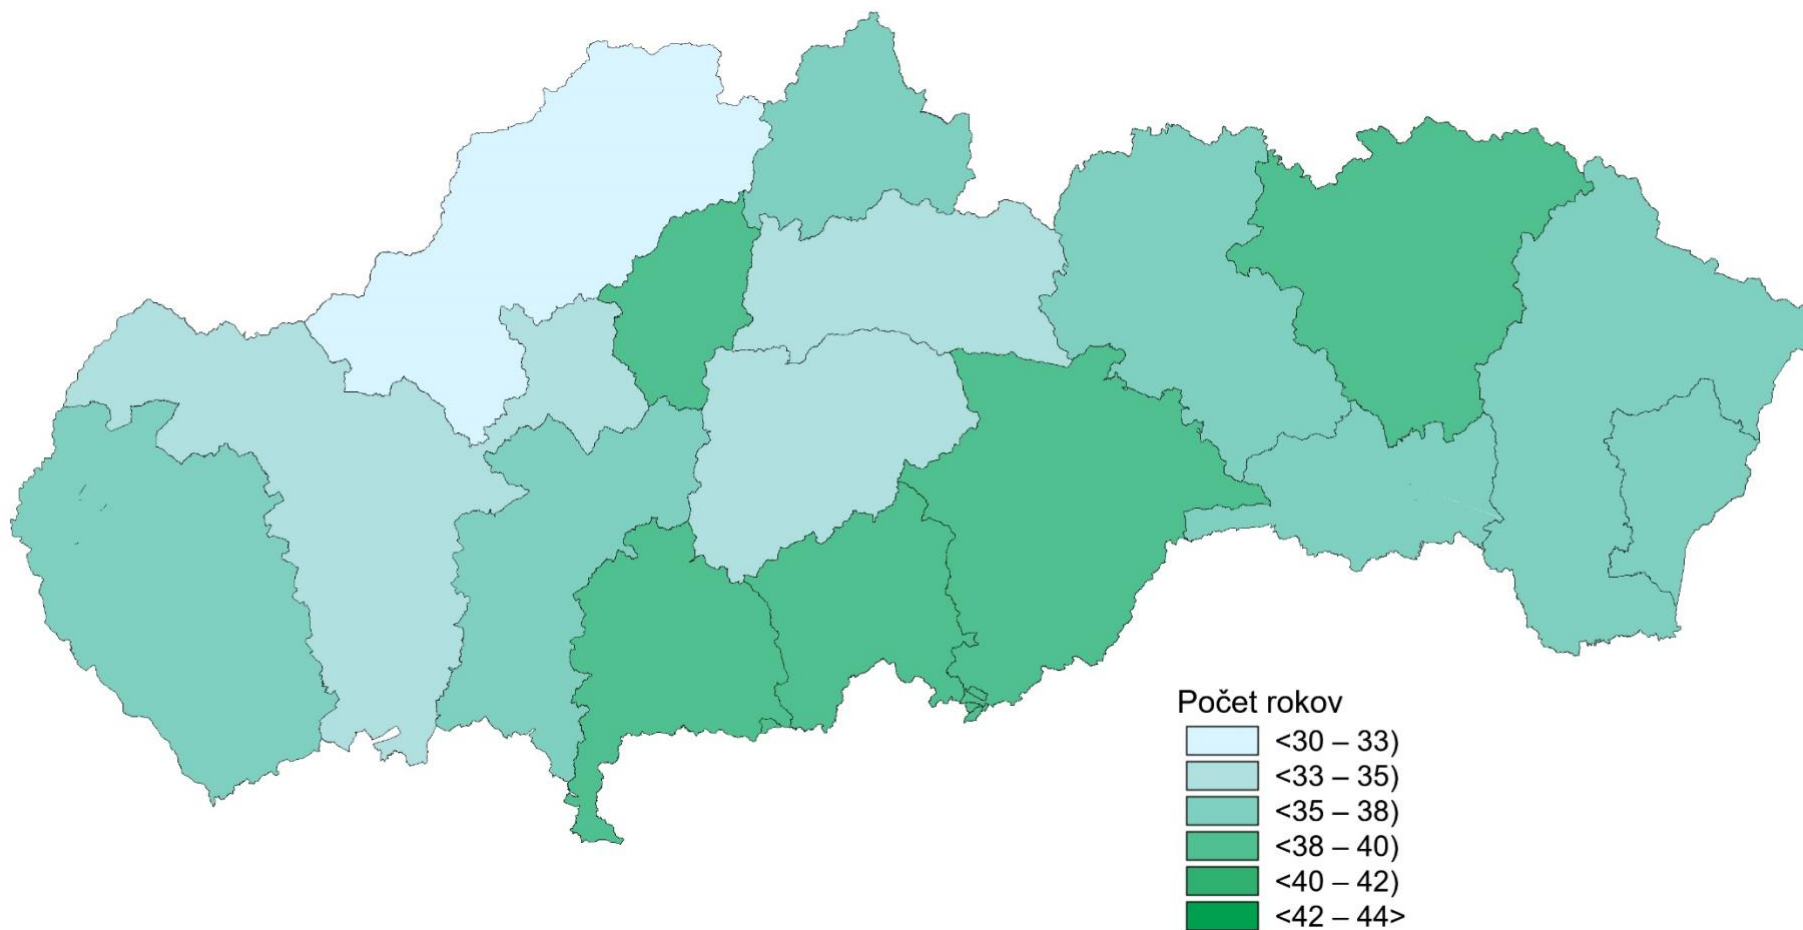 Počet rokov
<30 – 33)
<33 – 35)
<35 – 38)
<38 – 40)
<40 – 42)
<42 – 44>